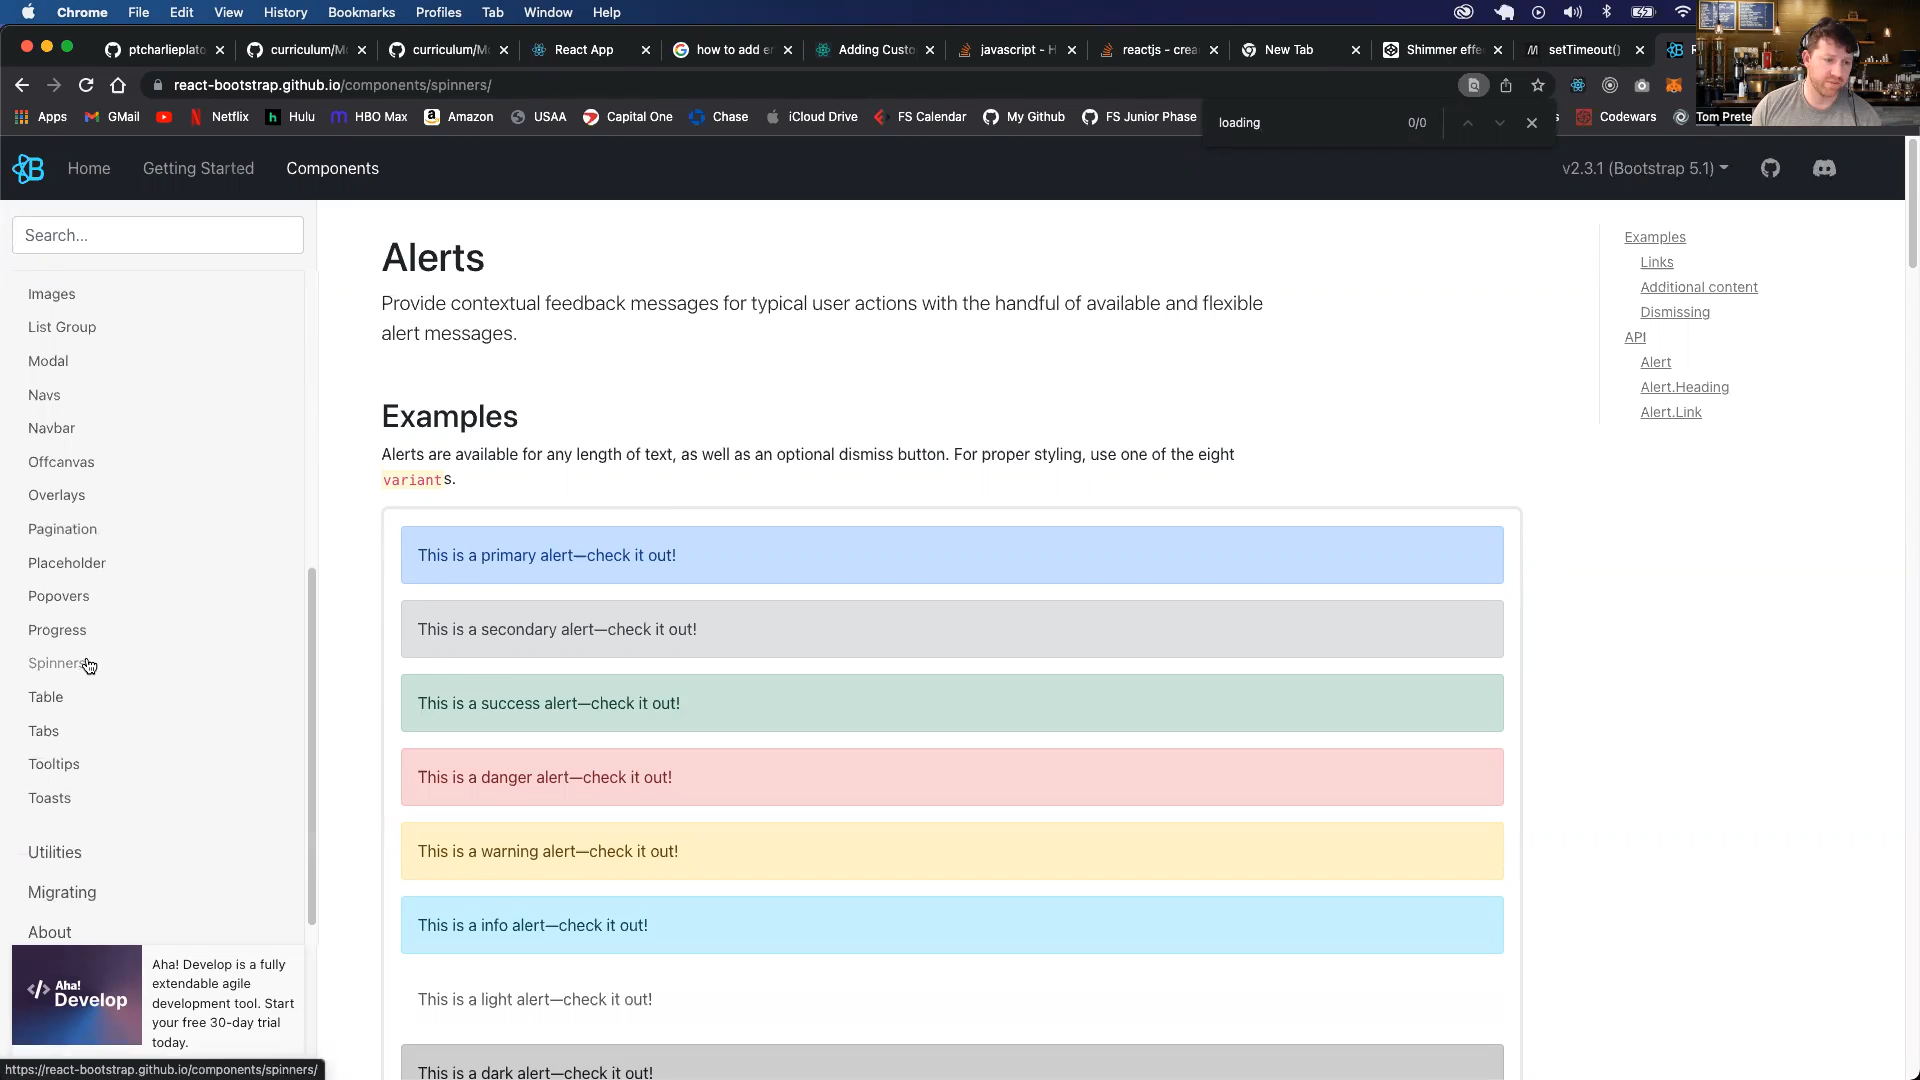 Chrome File Edit View History Bookmarks Profiles Tab Window Help
ptcharlieplato curriculum/Mo curriculum/Mo React App how to add er Adding Custo javascript - H reactjs - crea New Tab Shimmer effe setTimeout()
react-bootstrap.github.io/components/spinners/
Apps GMail Netflix Hulu HBO Max Amazon USAA Capital One Chase iCloud Drive FS Calendar My Github FS Junior Phase Codewars Tom Prete
loading 0/0
Home Getting Started Components v2.3.1 (Bootstrap 5.1)
Search...
Images
List Group
Modal
Navs
Navbar
Offcanvas
Overlays
Pagination
Placeholder
Popovers
Progress
Spinners
Table
Tabs
Tooltips
Toasts
Utilities
Migrating
About
</> Aha! Develop
Aha! Develop is a fully
extendable agile
development tool. Start
your free 30-day trial
today.
https://react-bootstrap.github.io/components/spinners/
Alerts
Provide contextual feedback messages for typical user actions with the handful of available and flexible
alert messages.
Examples
Alerts are available for any length of text, as well as an optional dismiss button. For proper styling, use one of the eight
variants.
This is a primary alert—check it out!
This is a secondary alert—check it out!
This is a success alert—check it out!
This is a danger alert—check it out!
This is a warning alert—check it out!
This is a info alert—check it out!
This is a light alert—check it out!
This is a dark alert—check it out!
Examples
Links
Additional content
Dismissing
API
Alert
Alert.Heading
Alert.Link